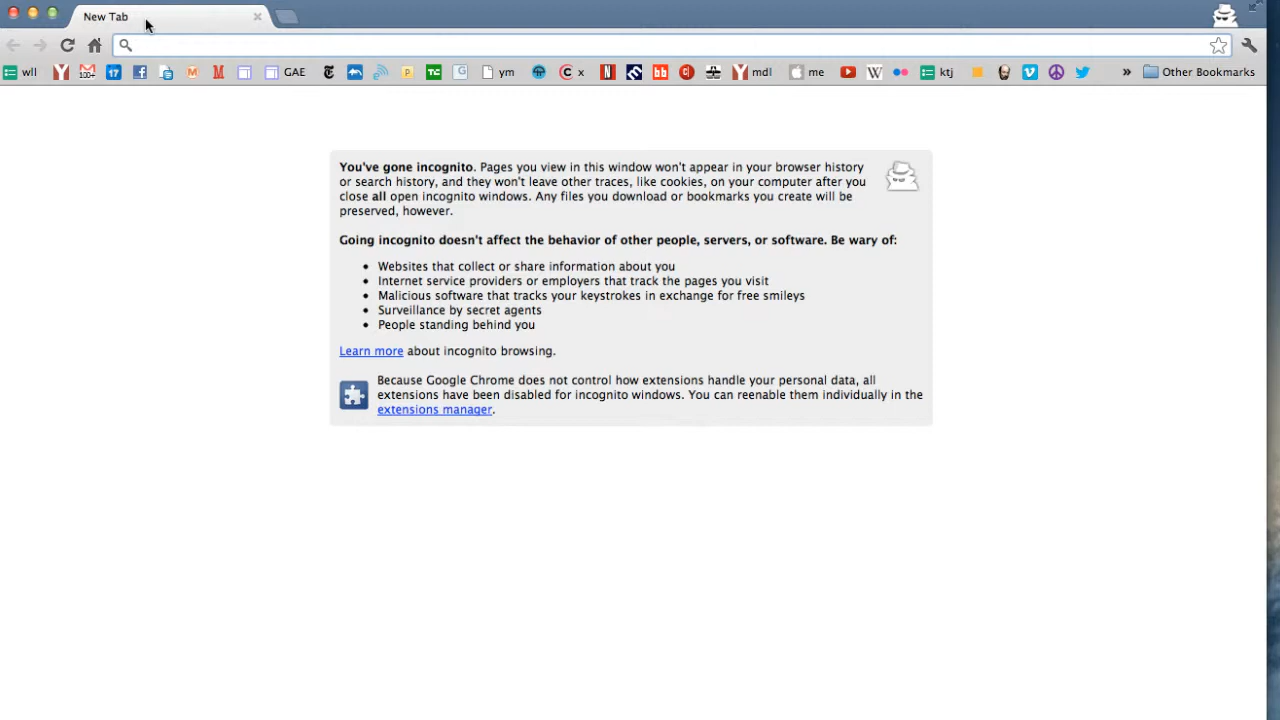 New Tab
wll 100+ 17 GAE ym x mdl me ktj » Other Bookmarks
You've gone incognito. Pages you view in this window won't appear in your browser history
or search history, and they won't leave other traces, like cookies, on your computer after you
close all open incognito windows. Any files you download or bookmarks you create will be
preserved, however.
Going incognito doesn't affect the behavior of other people, servers, or software. Be wary of:
• Websites that collect or share information about you
• Internet service providers or employers that track the pages you visit
• Malicious software that tracks your keystrokes in exchange for free smileys
• Surveillance by secret agents
• People standing behind you
Learn more about incognito browsing.
Because Google Chrome does not control how extensions handle your personal data, all
extensions have been disabled for incognito windows. You can reenable them individually in the
extensions manager.